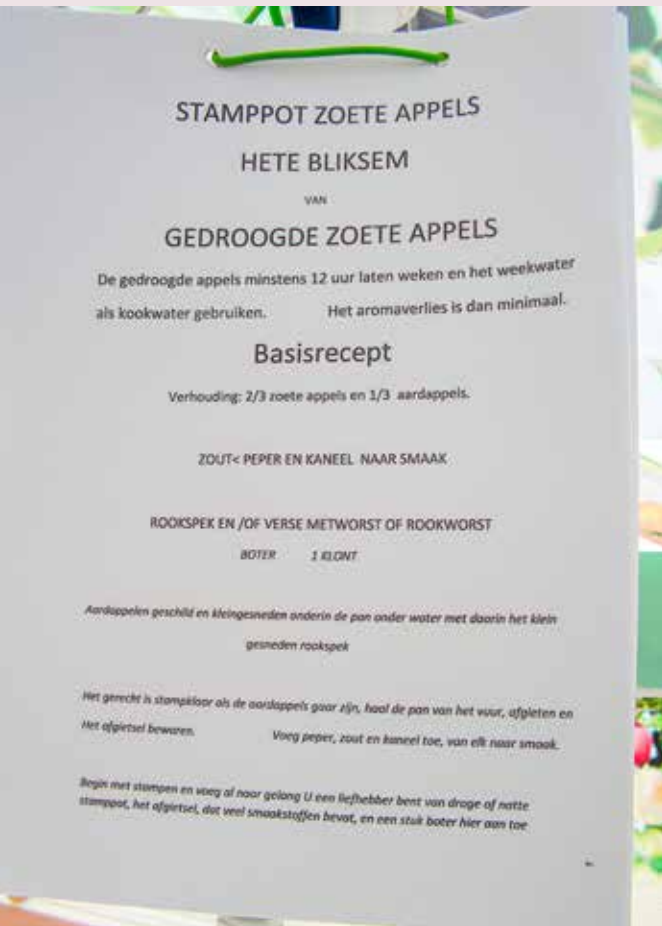 STAMPPOT ZOETE APPELS
HETE BLIKSEM
VAN
GEDROOGDE ZOETE APPELS
De gedroogde appels minstens 12 uur laten weken en het weekwater
als kookwater gebruiken. Het aromaverlies is dan minimaal.
Basisrecept
Verhouding: 2/3 zoete appels en 1/3 aardappels.
ZOUT< PEPER EN KANEEL NAAR SMAAK
ROOKSPEK EN /OF VERSE METWORST OF ROOKWORST
BOTER 1 KLONT
Aardappelen geschild en kleingesneden onderin de pan onder water met daarin het klein
gesneden rookspek
Het gerecht is stampklaar als de aardappels gaar zijn, haal de pan van het vuur, afgieten en
Het afgietsel bewaren. Voeg peper, zout en kaneel toe, van elk naar smaak.
Begin met stampen en voeg al naar gelang U een liefhebber bent van droge of natte
stamppot, het afgietsel, dat veel smaakstoffen bevat, en een stuk boter hier aan toe